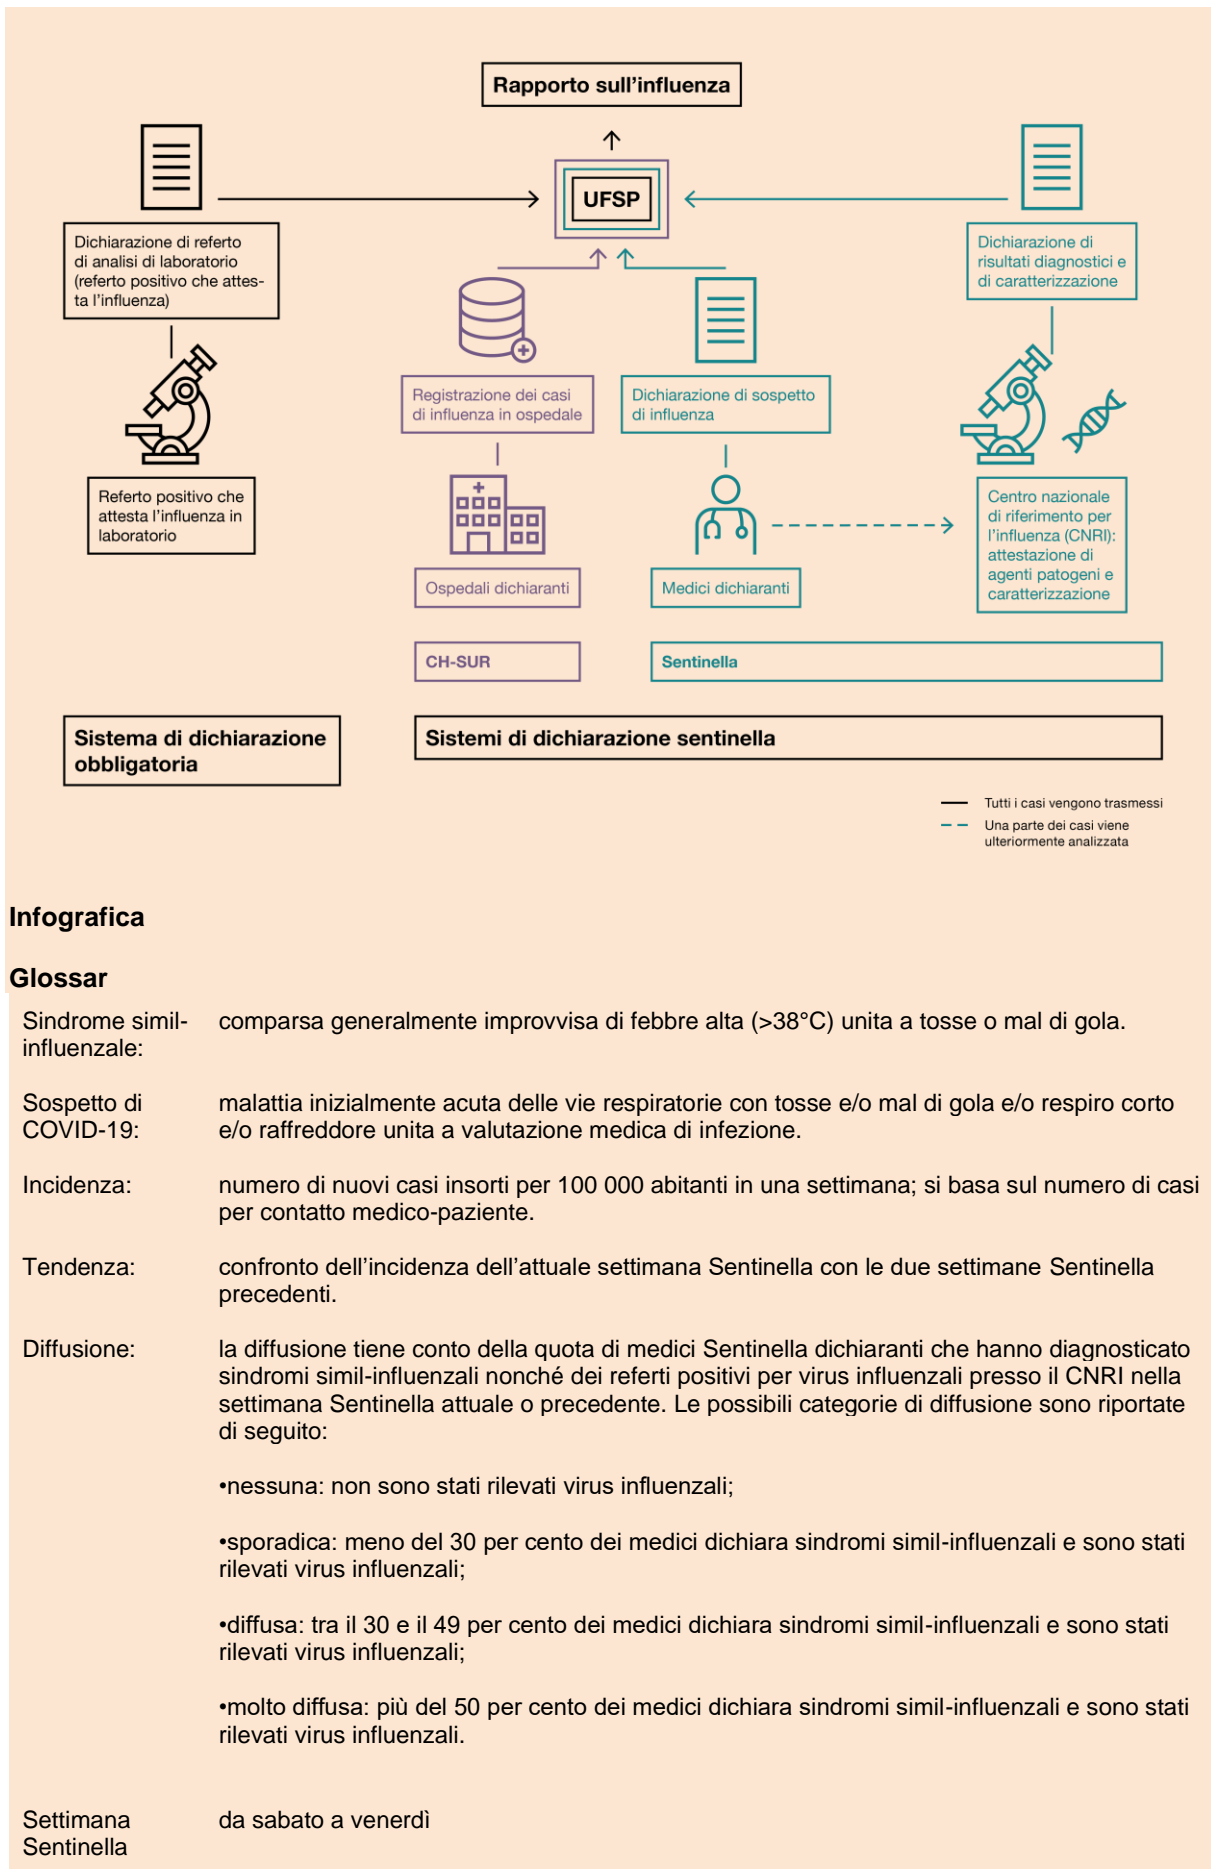 Rapporto sull'influenza
UFSP
Dichiarazione di referto
di analisi di laboratorio
(referto positivo che attes-
ta l'influenza)
Dichiarazione di
risultati diagnostici e
di caratterizzazione
Registrazione dei casi
di influenza in ospedale
Dichiarazione di sospetto
di influenza
Referto positivo che
attesta l'influenza in
laboratorio
Centro nazionale
di riferimento per
l'influenza (CNRI):
attestazione di
agenti patogeni e
caratterizzazione
Ospedali dichiaranti
Medici dichiaranti
CH-SUR
Sentinella
Sistema di dichiarazione
obbligatoria
Sistemi di dichiarazione sentinella
Tutti i casi vengono trasmessi
Una parte dei casi viene
ulteriormente analizzata
Infografica
Glossar
Sindrome simil-
influenzale:
comparsa generalmente improvvisa di febbre alta (>38°C) unita a tosse o mal di gola.
Sospetto di
COVID-19:
malattia inizialmente acuta delle vie respiratorie con tosse e/o mal di gola e/o respiro corto
e/o raffreddore unita a valutazione medica di infezione.
Incidenza:
numero di nuovi casi insorti per 100 000 abitanti in una settimana; si basa sul numero di casi
per contatto medico-paziente.
Tendenza:
confronto dell'incidenza dell'attuale settimana Sentinella con le due settimane Sentinella
precedenti.
Diffusione:
la diffusione tiene conto della quota di medici Sentinella dichiaranti che hanno diagnosticato
sindromi simil-influenzali nonché dei referti positivi per virus influenzali presso il CNRI nella
settimana Sentinella attuale o precedente. Le possibili categorie di diffusione sono riportate
di seguito:
•nessuna: non sono stati rilevati virus influenzali;
•sporadica: meno del 30 per cento dei medici dichiara sindromi simil-influenzali e sono stati
rilevati virus influenzali;
•diffusa: tra il 30 e il 49 per cento dei medici dichiara sindromi simil-influenzali e sono stati
rilevati virus influenzali;
•molto diffusa: più del 50 per cento dei medici dichiara sindromi simil-influenzali e sono stati
rilevati virus influenzali.
Settimana
Sentinella
da sabato a venerdì